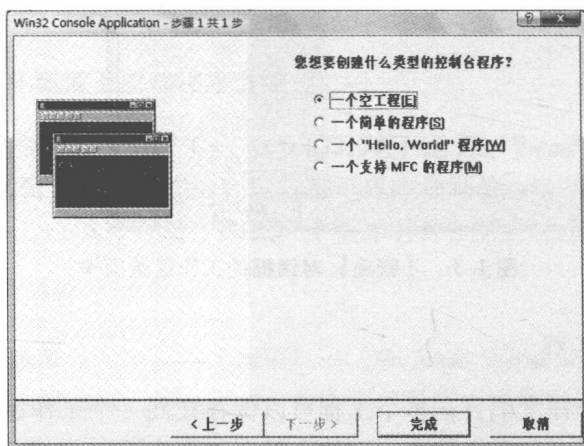 Win32 Console Application - 步骤 1 共 1 步
您想要创建什么类型的控制台程序?
一个空工程(E)
一个简单的程序(S)
一个 "Hello, World!" 程序(W)
一个支持 MFC 的程序(M)
< 上一步
下一步 >
完成
取消